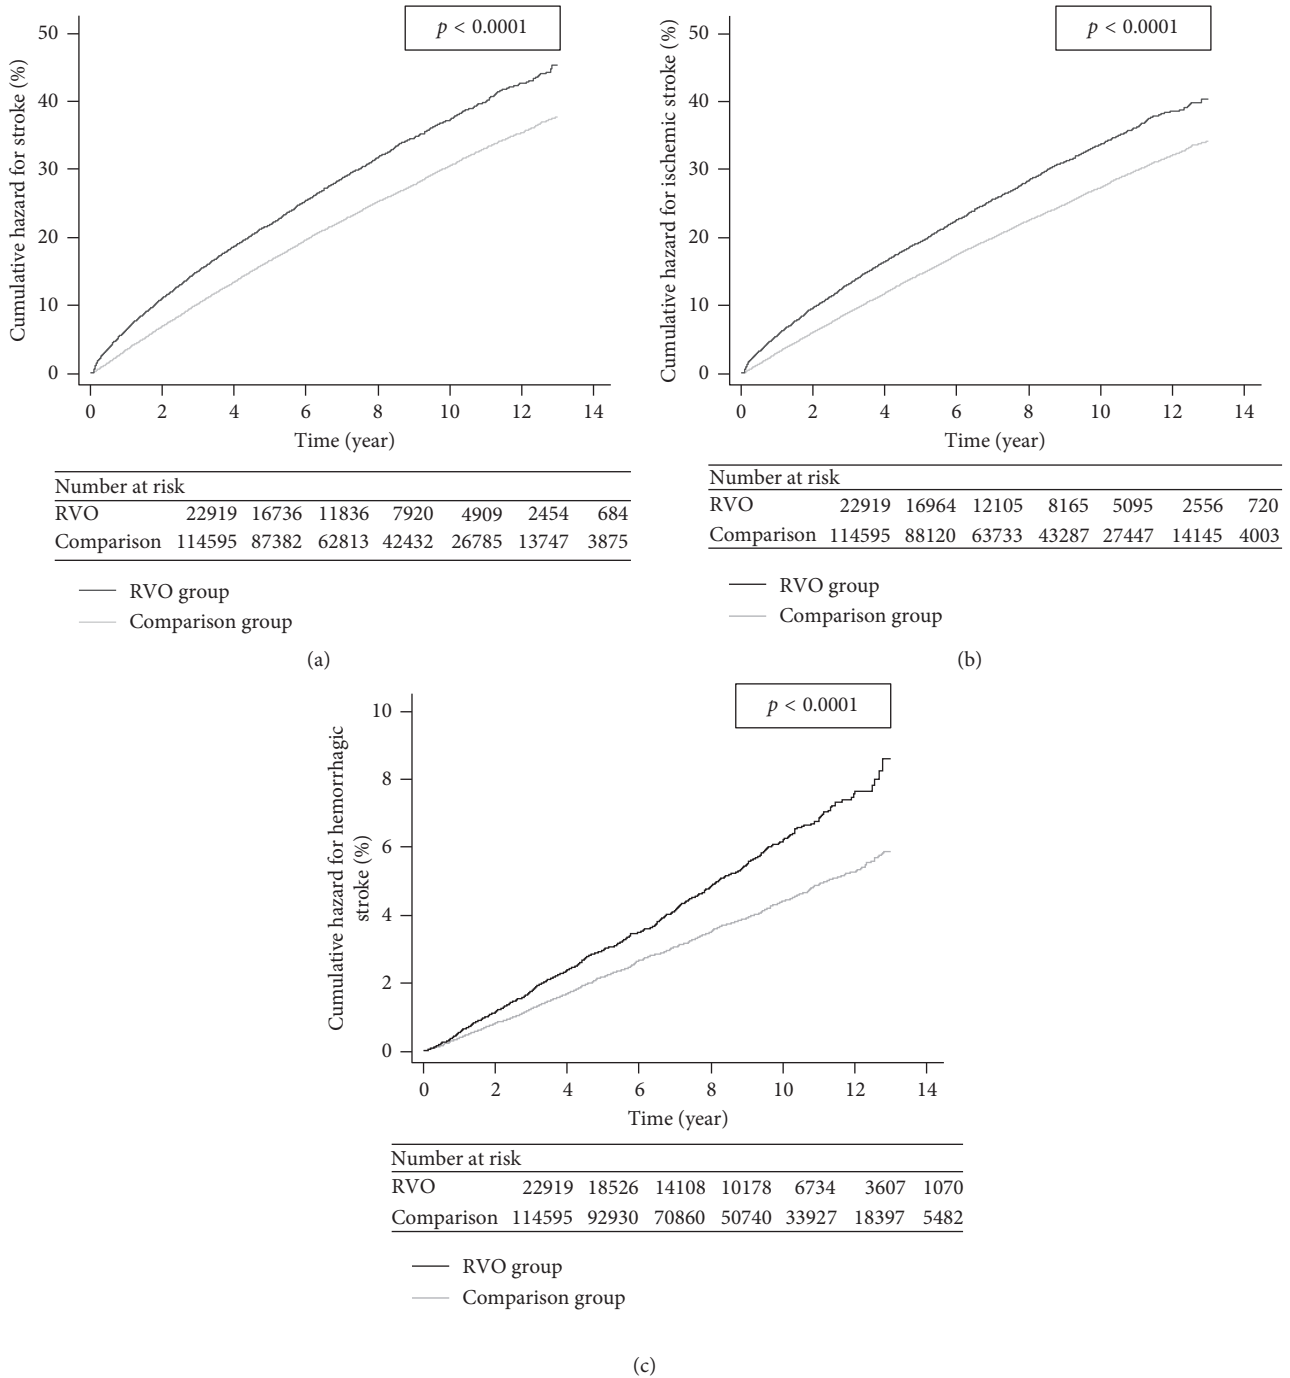 p < 0.0001
50
40
30
20
10
0
Cumulative hazard for stroke (%)
0 2 4 6 8 10 12 14
Time (year)
Number at risk
RVO 22919 16736 11836 7920 4909 2454 684
Comparison 114595 87382 62813 42432 26785 13747 3875
RVO group
Comparison group
(a)
p < 0.0001
50
40
30
20
10
0
Cumulative hazard for ischemic stroke (%)
0 2 4 6 8 10 12 14
Time (year)
Number at risk
RVO 22919 16964 12105 8165 5095 2556 720
Comparison 114595 88120 63733 43287 27447 14145 4003
RVO group
Comparison group
(b)
p < 0.0001
10
8
6
4
2
0
Cumulative hazard for hemorrhagic
stroke (%)
0 2 4 6 8 10 12 14
Time (year)
Number at risk
RVO 22919 18526 14108 10178 6734 3607 1070
Comparison 114595 92930 70860 50740 33927 18397 5482
RVO group
Comparison group
(c)